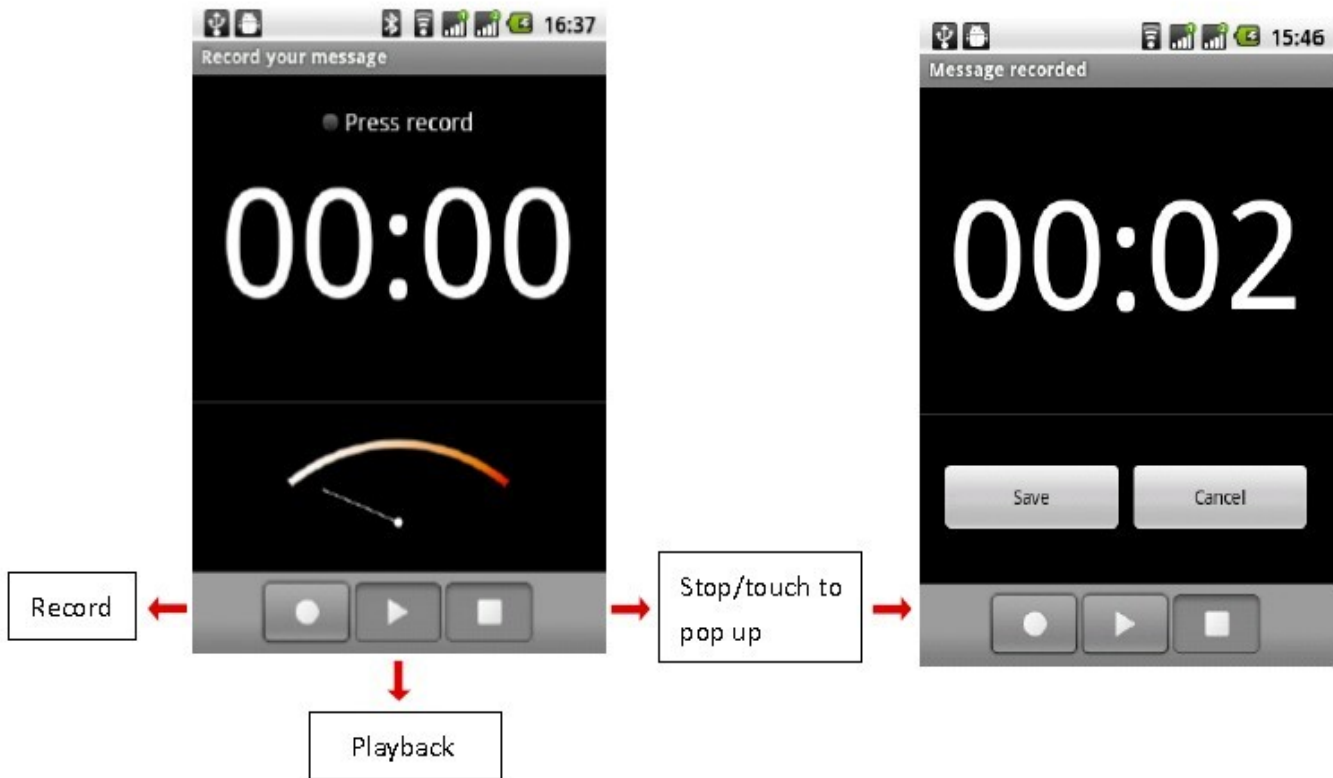 16:37
Record your message
Press record
00:00
Record
Stop/touch to
pop up
Playback
15:46
Message recorded
00:02
Save
Cancel